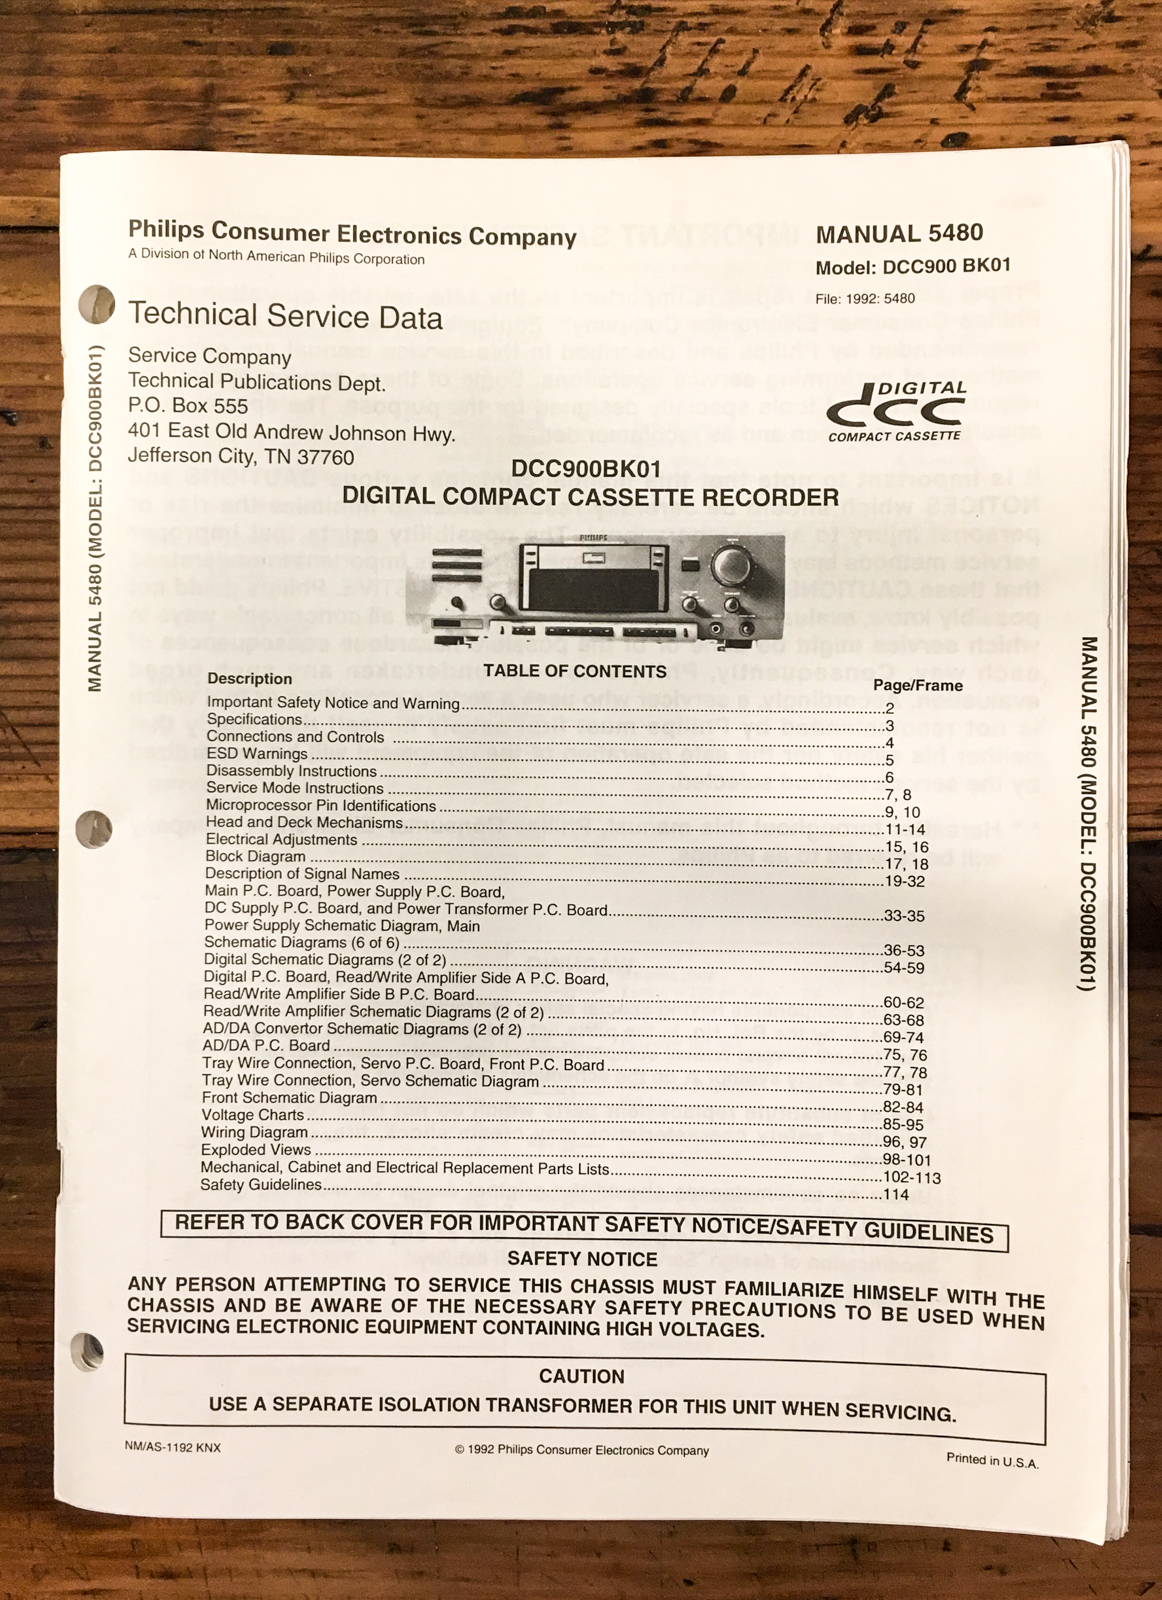 Philips Consumer Electronics Company
A Division of North American Philips Corporation
MANUAL 5480
Model: DCC900 BK01
File: 1992: 5480
Technical Service Data
Service Company
Technical Publications Dept.
P.O. Box 555
401 East Old Andrew Johnson Hwy.
Jefferson City, TN 37760
DIGITAL
dcc
COMPACT CASSETTE
DCC900BK01
DIGITAL COMPACT CASSETTE RECORDER
PHILIPS
TABLE OF CONTENTS
Description Page/Frame
Important Safety Notice and Warning 2
Specifications 3
Connections and Controls 4
ESD Warnings 5
Disassembly Instructions 6
Service Mode Instructions 7, 8
Microprocessor Pin Identifications 9, 10
Head and Deck Mechanisms 11-14
Electrical Adjustments 15, 16
Block Diagram 17, 18
Description of Signal Names 19-32
Main P.C. Board, Power Supply P.C. Board,
DC Supply P.C. Board, and Power Transformer P.C. Board 33-35
Power Supply Schematic Diagram, Main
Schematic Diagrams (6 of 6) 36-53
Digital Schematic Diagrams (2 of 2) 54-59
Digital P.C. Board, Read/Write Amplifier Side A P.C. Board,
Read/Write Amplifier Side B P.C. Board 60-62
Read/Write Amplifier Schematic Diagrams (2 of 2) 63-68
AD/DA Convertor Schematic Diagrams (2 of 2) 69-74
AD/DA P.C. Board 75, 76
Tray Wire Connection, Servo P.C. Board, Front P.C. Board 77, 78
Tray Wire Connection, Servo Schematic Diagram 79-81
Front Schematic Diagram 82-84
Voltage Charts 85-95
Wiring Diagram 96, 97
Exploded Views 98-101
Mechanical, Cabinet and Electrical Replacement Parts Lists 102-113
Safety Guidelines 114
REFER TO BACK COVER FOR IMPORTANT SAFETY NOTICE/SAFETY GUIDELINES
SAFETY NOTICE
ANY PERSON ATTEMPTING TO SERVICE THIS CHASSIS MUST FAMILIARIZE HIMSELF WITH THE
CHASSIS AND BE AWARE OF THE NECESSARY SAFETY PRECAUTIONS TO BE USED WHEN
SERVICING ELECTRONIC EQUIPMENT CONTAINING HIGH VOLTAGES.
CAUTION
USE A SEPARATE ISOLATION TRANSFORMER FOR THIS UNIT WHEN SERVICING.
NM/AS-1192 KNX
© 1992 Philips Consumer Electronics Company
Printed in U.S.A.
MANUAL 5480 (MODEL: DCC900BK01)
MANUAL 5480 (MODEL: DCC900BK01)